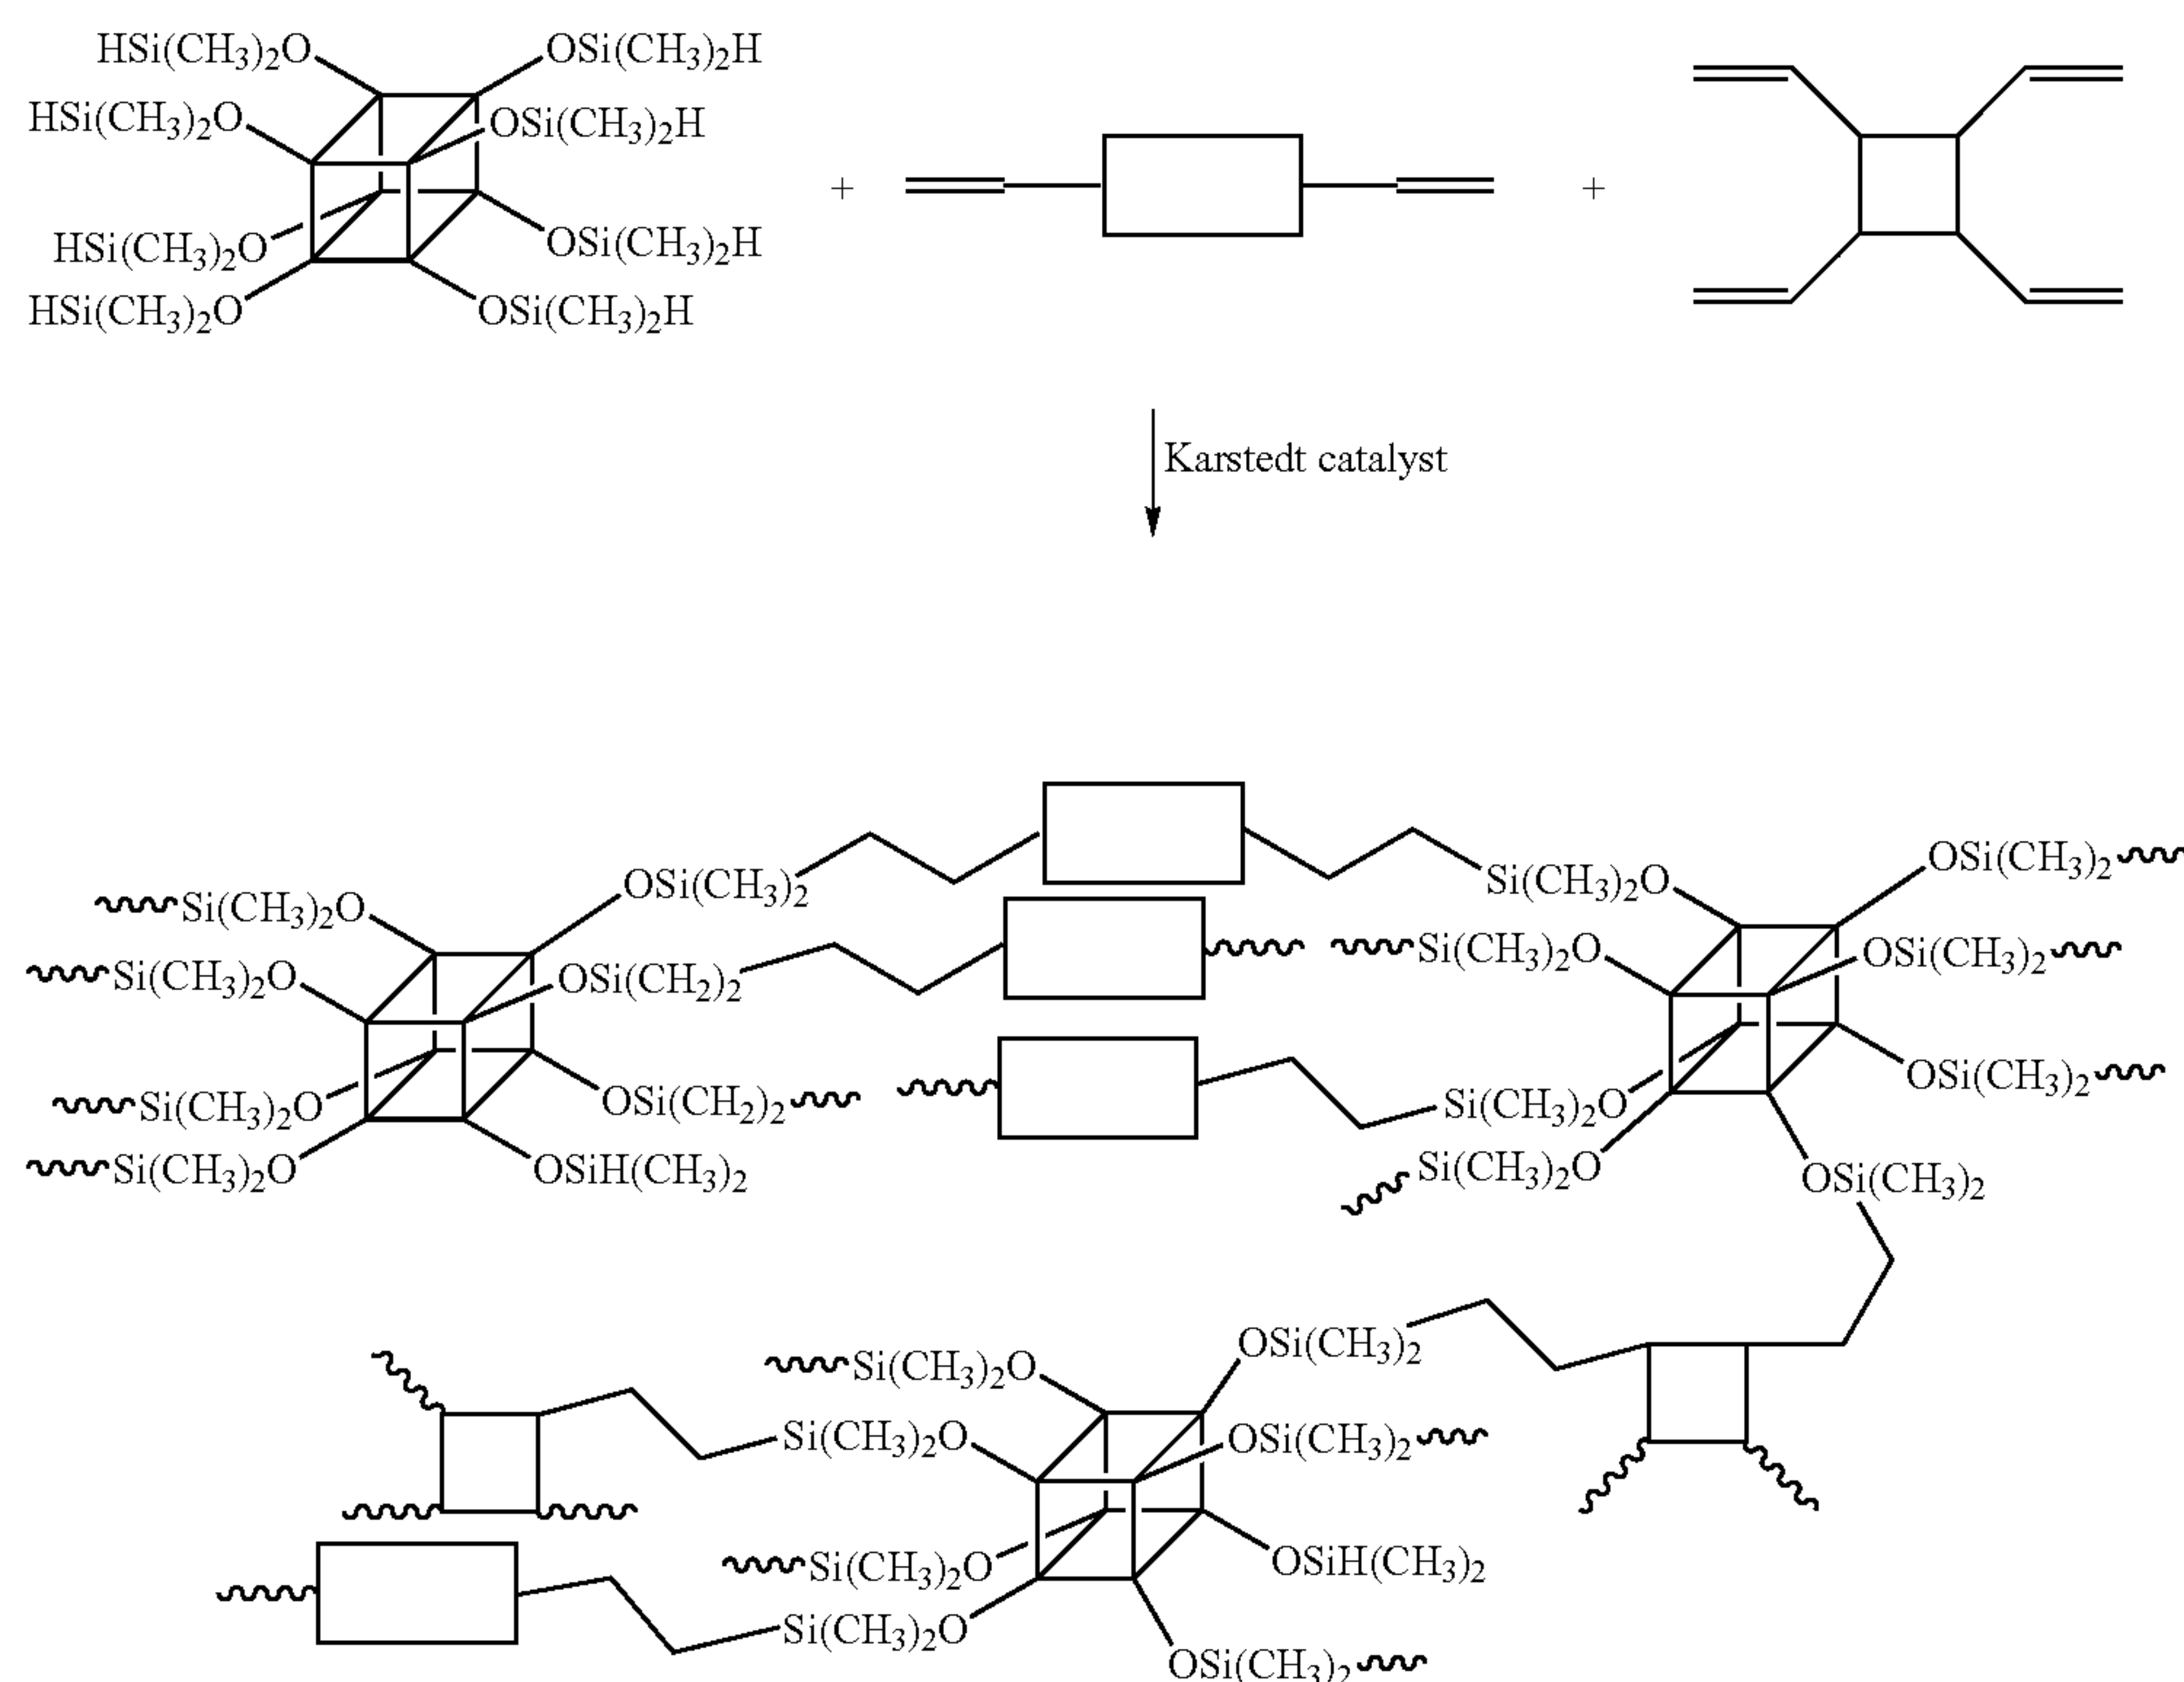 HSi(CH3)2O OSi(CH3)2H
HSi(CH3)2O OSi(CH3)2H
+ +
HSi(CH3)2O OSi(CH3)2H
HSi(CH3)2O OSi(CH3)2H
Karstedt catalyst
OSi(CH3)2 Si(CH3)2O OSi(CH3)2
Si(CH3)2O
Si(CH3)2O OSi(CH2)2 Si(CH3)2O OSi(CH3)2
Si(CH3)2O OSi(CH2)2 Si(CH3)2O OSi(CH3)2
Si(CH3)2O OSiH(CH3)2 Si(CH3)2O OSi(CH3)2
Si(CH3)2O OSi(CH3)2
Si(CH3)2O OSi(CH3)2
Si(CH3)2O OSiH(CH3)2
Si(CH3)2O
OSi(CH3)2